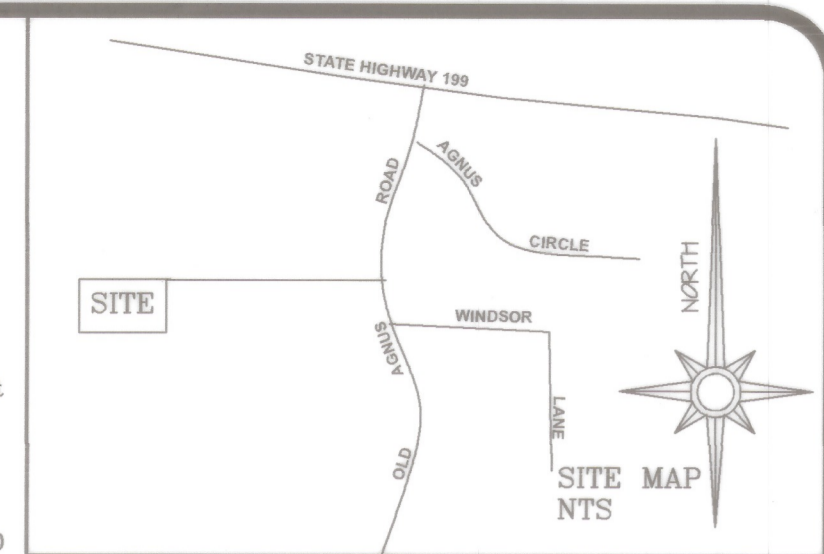 STATE HIGHWAY 199
ROAD
AGNUS
CIRCLE
NORTH
SITE
WINDSOR
AGNUS
LANE
OLD
SITE MAP
NTS